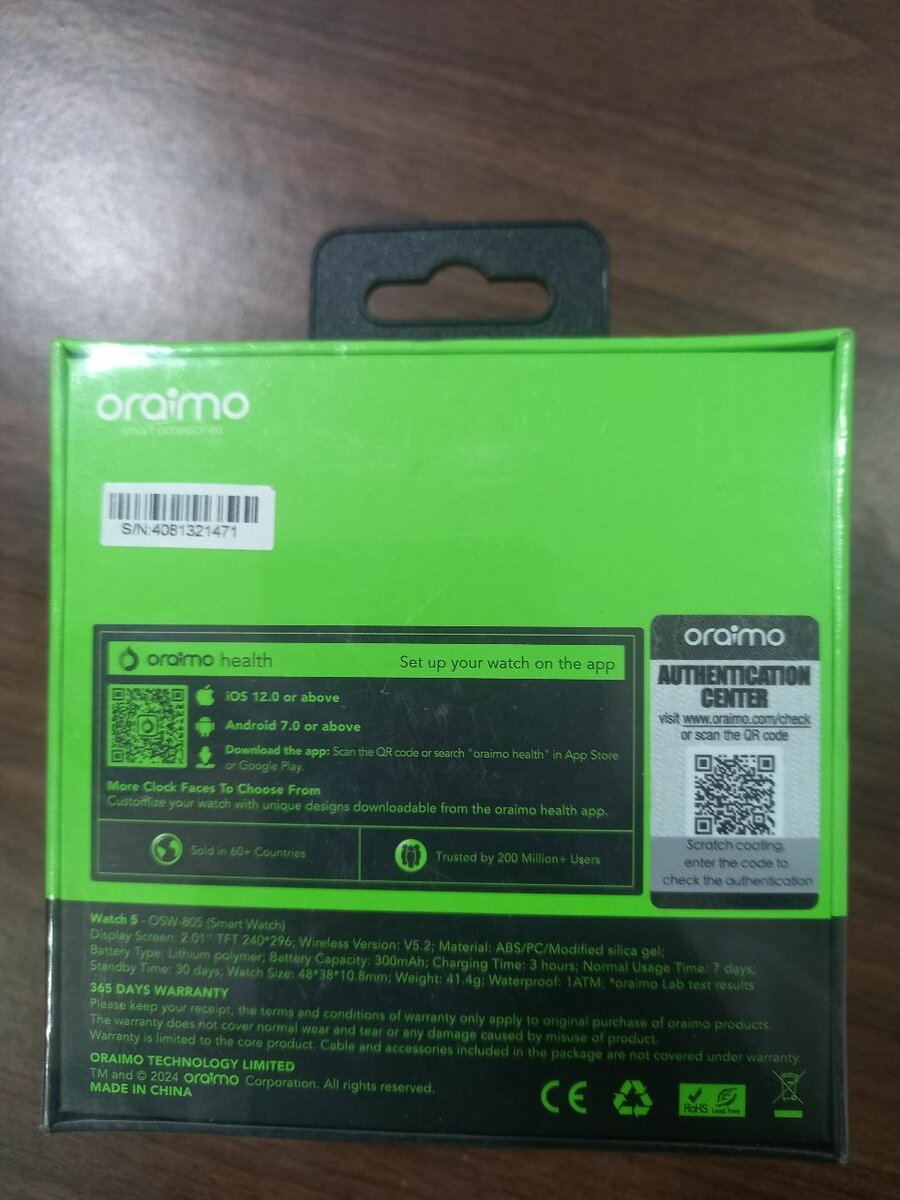 oraimo
smart accessories
S/N:4081321471
oraimo health
Set up your watch on the app
iOS 12.0 or above
Android 7.0 or above
Download the app: Scan the QR code or search "oraimo health" in App Store
or Google Play.
More Clock Faces To Choose From
Customize your watch with unique designs downloadable from the oraimo health app.
Sold in 60+ Countries
Trusted by 200 Million+ Users
oraimo
AUTHENTICATION
CENTER
visit www.oraimo.com/check
or scan the QR code
Scratch coating,
enter the code to
check the authentication
Watch 5 - OSW-805 (Smart Watch)
Display Screen: 2.01'' TFT 240*296; Wireless Version: V5.2; Material: ABS/PC/Modified silica gel;
Battery Type: Lithium polymer; Battery Capacity: 300mAh; Charging Time: 3 hours; Normal Usage Time: 7 days;
Standby Time: 30 days; Watch Size: 48*38*10.8mm; Weight: 41.4g; Waterproof: 1ATM; *oraimo Lab test results
365 DAYS WARRANTY
Please keep your receipt, the terms and conditions of warranty only apply to original purchase of oraimo products.
The warranty does not cover normal wear and tear or any damage caused by misuse of product.
Warranty is limited to the core product. Cable and accessories included in the package are not covered under warranty.
ORAIMO TECHNOLOGY LIMITED
TM and © 2024 oraimo Corporation. All rights reserved.
MADE IN CHINA
CE
RoHS
Lead Free